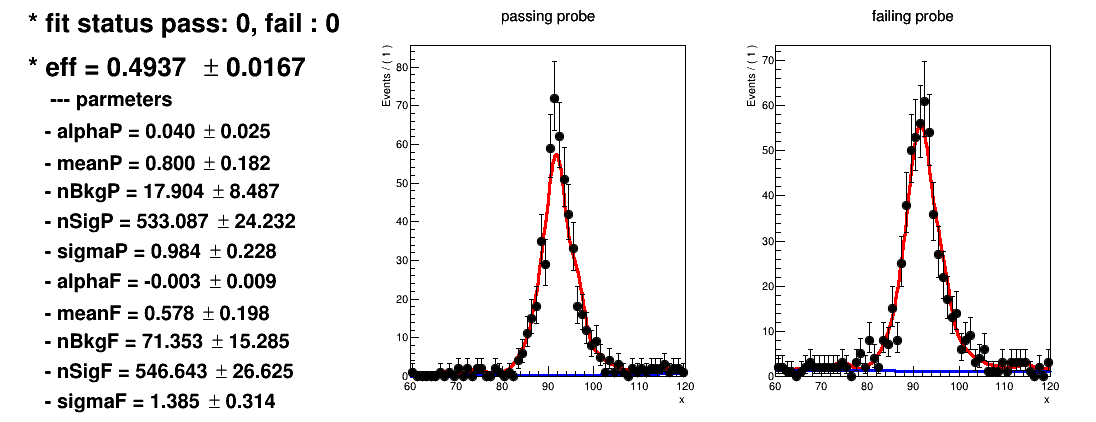 * fit status pass: 0, fail : 0
* eff = 0.4937 ± 0.0167
--- parmeters
- alphaP = 0.040 ± 0.025
- meanP = 0.800 ± 0.182
- nBkgP = 17.904 ± 8.487
- nSigP = 533.087 ± 24.232
- sigmaP = 0.984 ± 0.228
- alphaF = -0.003 ± 0.009
- meanF = 0.578 ± 0.198
- nBkgF = 71.353 ± 15.285
- nSigF = 546.643 ± 26.625
- sigmaF = 1.385 ± 0.314
passing probe
Events / ( 1 )
80
70
60
50
40
30
20
10
0
60 70 80 90 100 110 120
x
failing probe
Events / ( 1 )
70
60
50
40
30
20
10
0
60 70 80 90 100 110 120
x